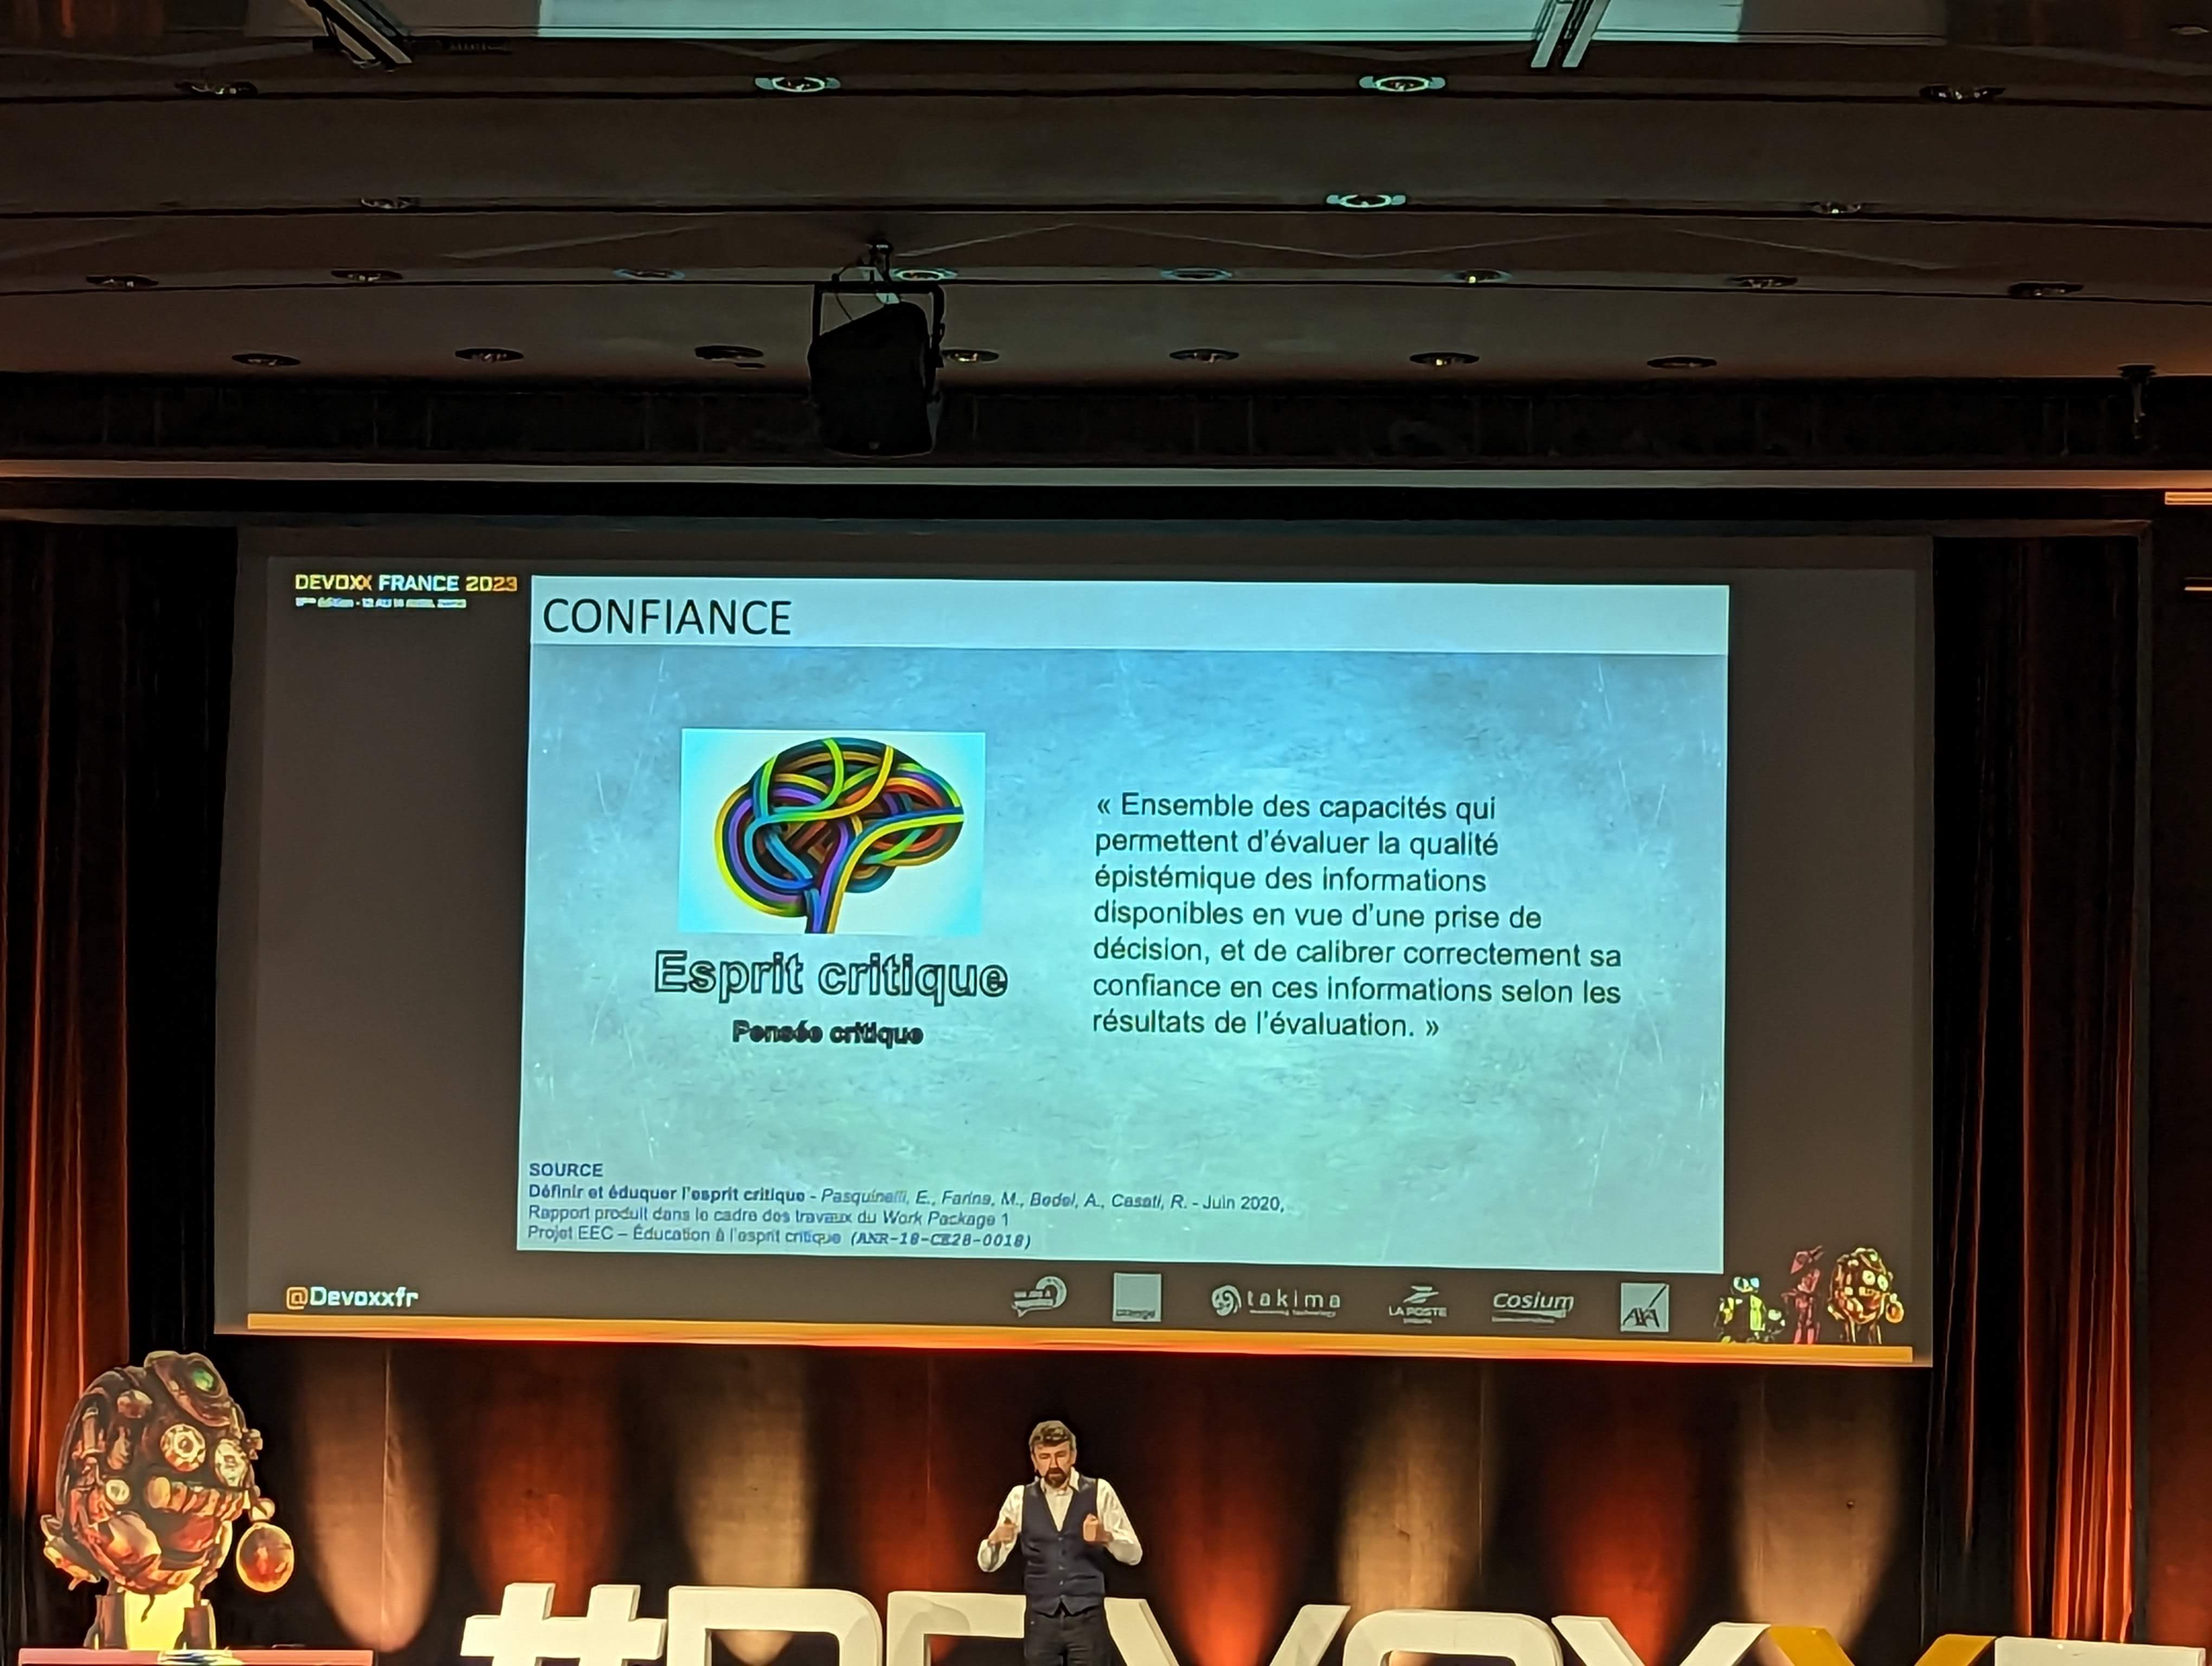 DEVOXX FRANCE 2023
CONFIANCE
Esprit critique
Pensée critique
« Ensemble des capacités qui
permettent d'évaluer la qualité
épistémique des informations
disponibles en vue d'une prise de
décision, et de calibrer correctement sa
confiance en ces informations selon les
résultats de l'évaluation. »
SOURCE
Définir et éduquer l'esprit critique - Pasquinelli, E., Farina, M., Bedel, A., Casati, R. - Juin 2020,
Rapport produit dans le cadre des travaux du Work Package 1
Projet EEC – Éducation à l'esprit critique (ANR-18-CE28-0018)
@Devoxxfr
takima
LA POSTE
Cosium
AXA
#DEVOXX